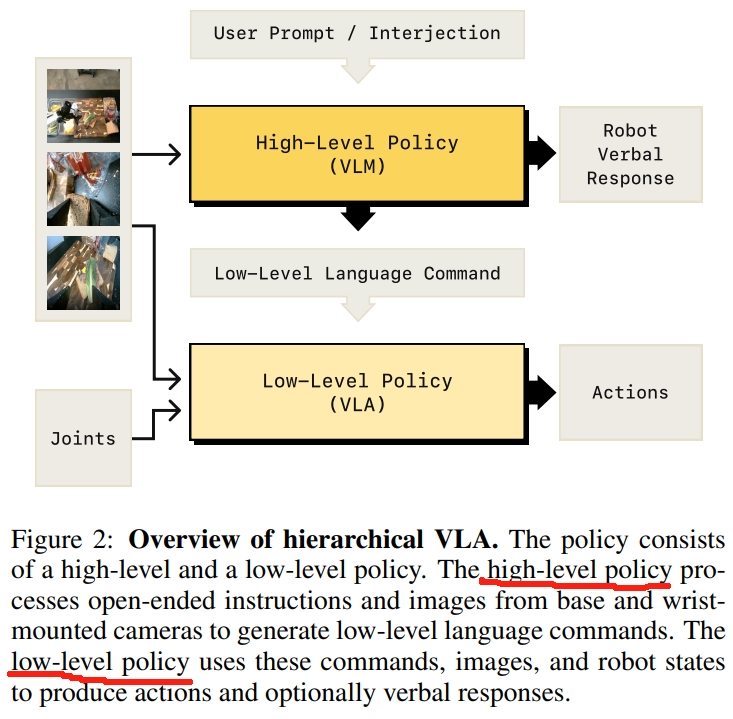 User Prompt / Interjection
High-Level Policy
(VLM)
Robot
Verbal
Response
Low-Level Language Command
Low-Level Policy
(VLA)
Actions
Joints
Figure 2: Overview of hierarchical VLA. The policy consists
of a high-level and a low-level policy. The high-level policy pro-
cesses open-ended instructions and images from base and wrist-
mounted cameras to generate low-level language commands. The
low-level policy uses these commands, images, and robot states
to produce actions and optionally verbal responses.